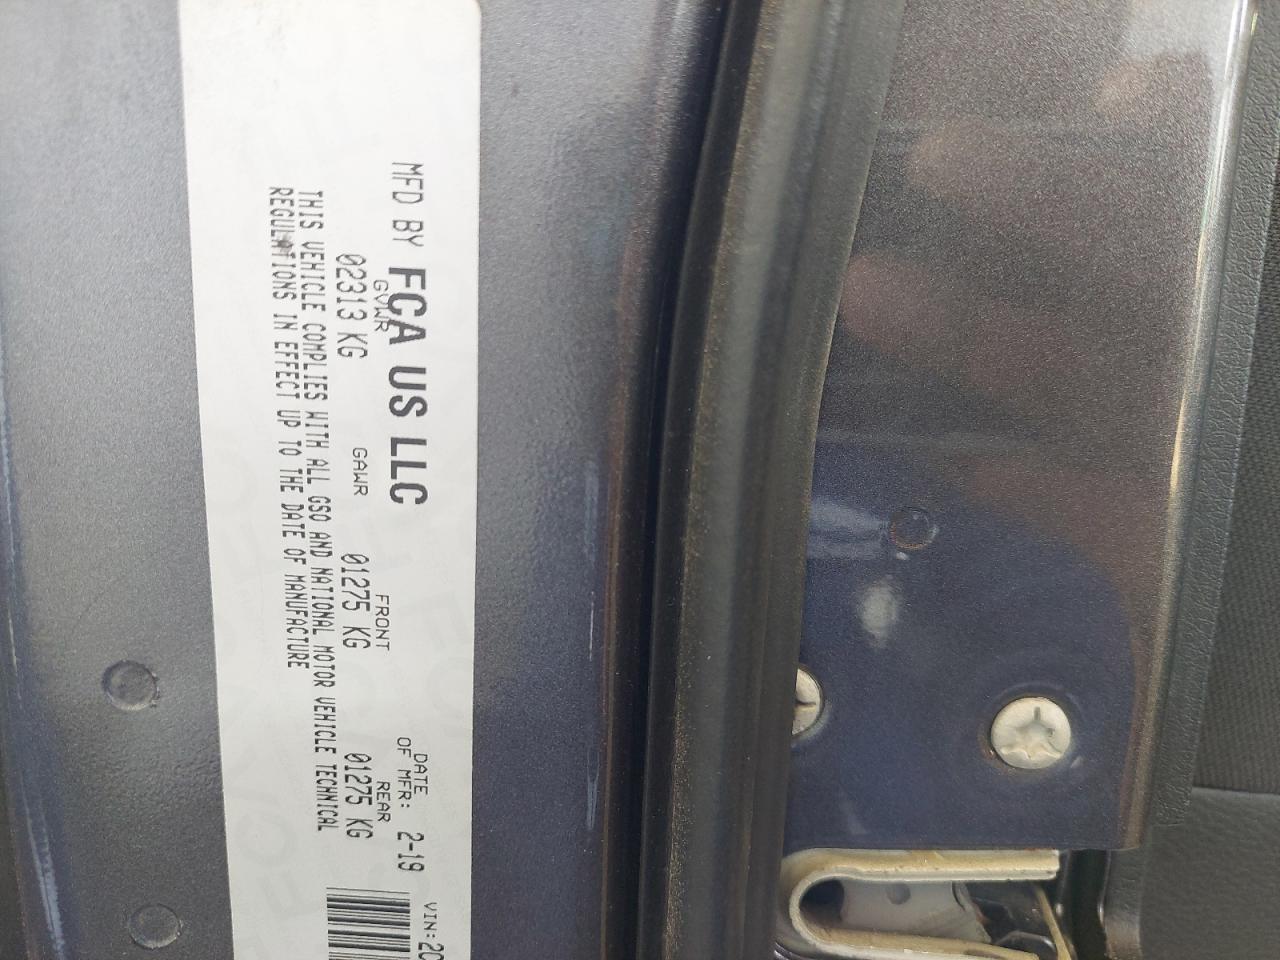 MFD BY FCA US LLC
DATE
OF MFR: 2-19
VIN:2C
GVWR
GAWR
FRONT
REAR
02313 KG
01275 KG
01275 KG
THIS VEHICLE COMPLIES WITH ALL GSO AND NATIONAL MOTOR VEHICLE TECHNICAL
REGULATIONS IN EFFECT UP TO THE DATE OF MANUFACTURE